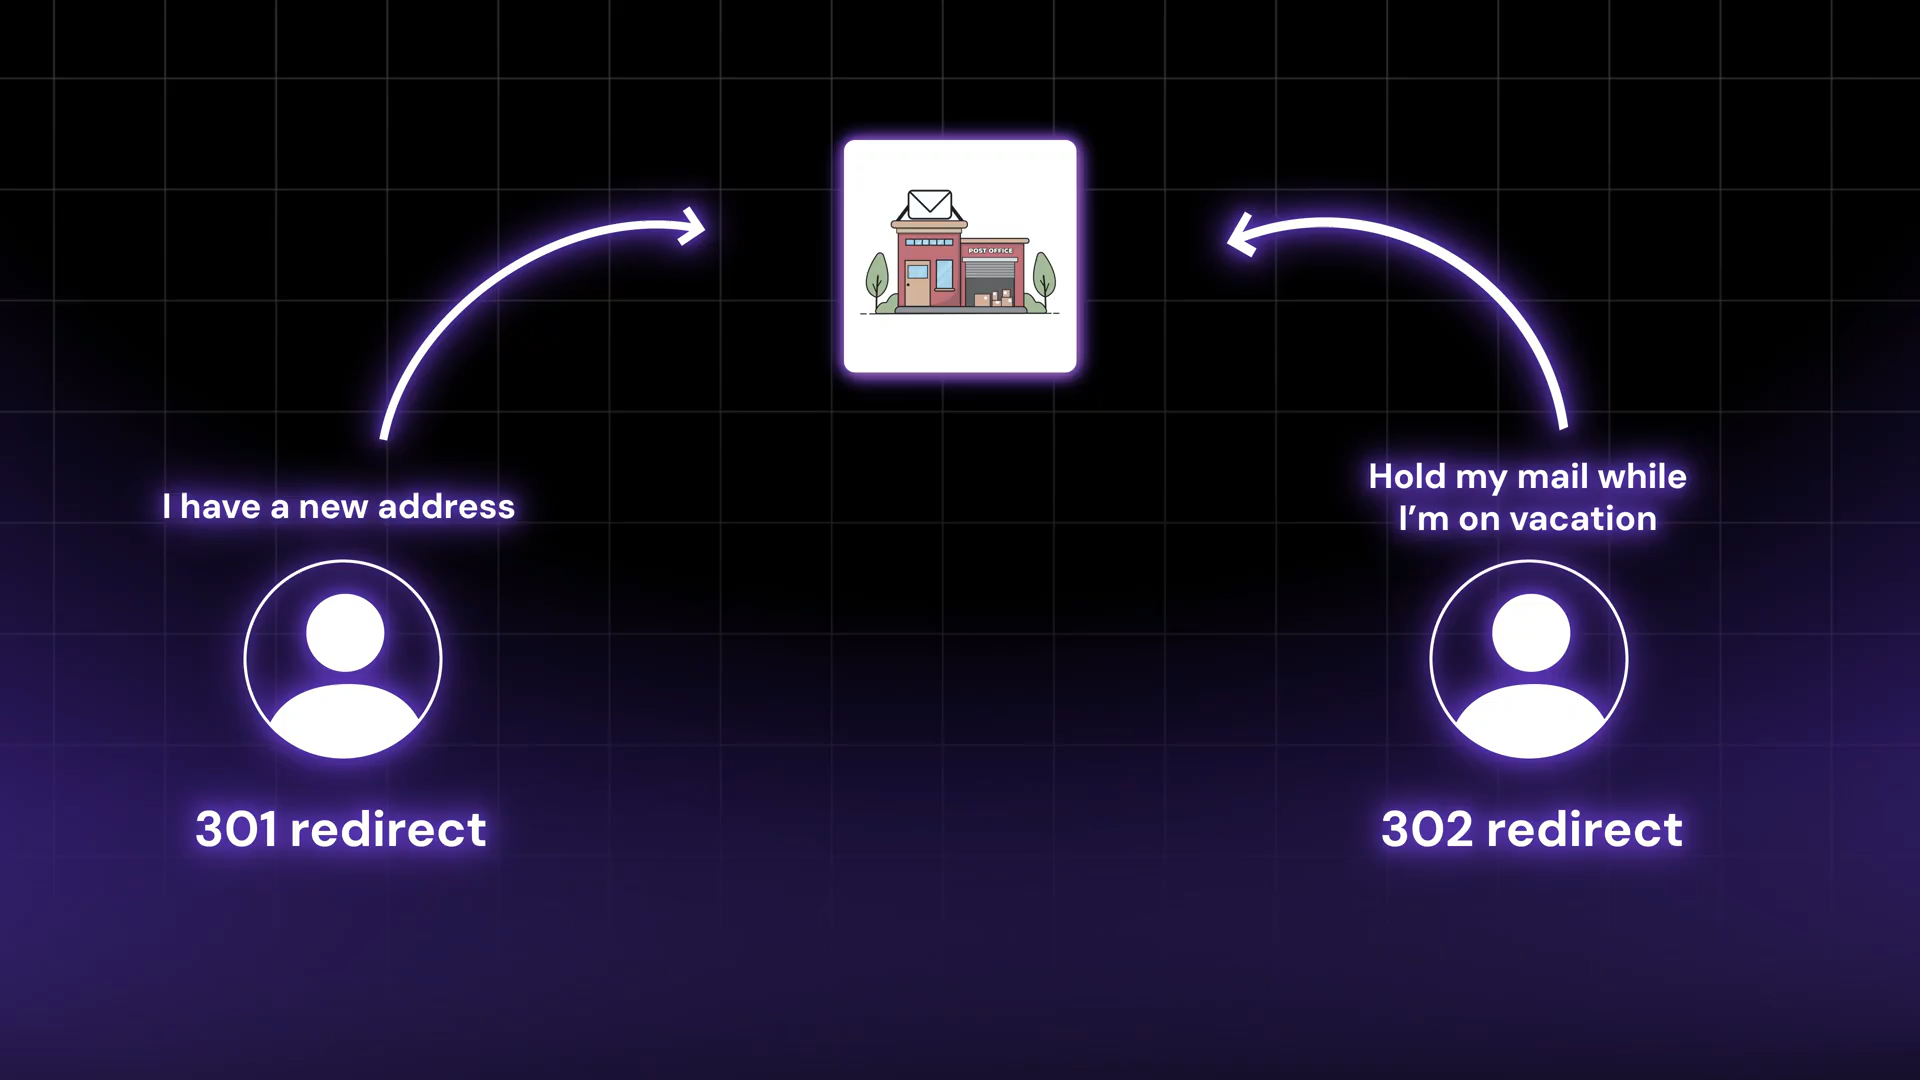 POST OFFICE
I have a new address
Hold my mail while
I’m on vacation
301 redirect
302 redirect